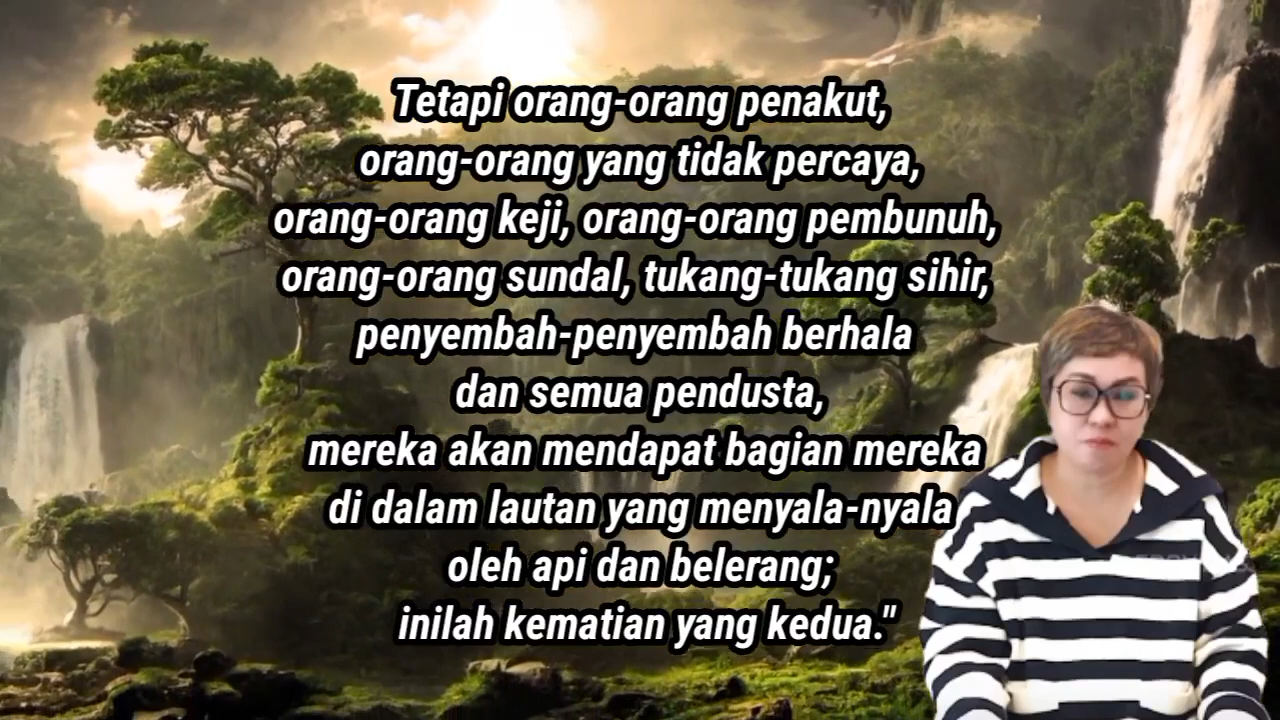 Tetapi orang-orang penakut,
orang-orang yang tidak percaya,
orang-orang keji, orang-orang pembunuh,
orang-orang sundal, tukang-tukang sihir,
penyembah-penyembah berhala
dan semua pendusta,
mereka akan mendapat bagian mereka
di dalam lautan yang menyala-nyala
oleh api dan belerang;
inilah kematian yang kedua."